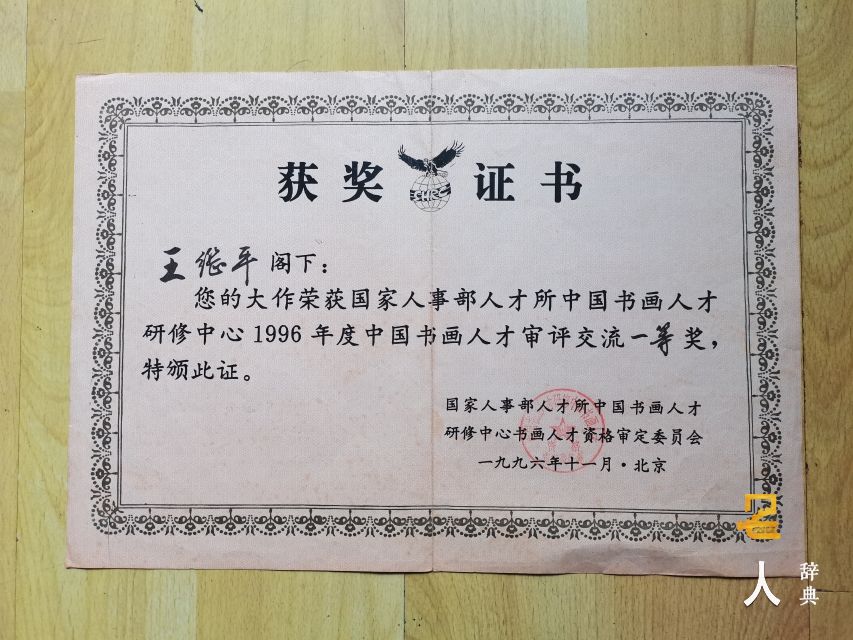 获奖证书
CHRC
王继平 阁下：
您的大作荣获国家人事部人才所中国书画人才
研修中心1996年度中国书画人才审评交流一等奖，
特颁此证。
国家人事部人才所中国书画人才
研修中心书画人才资格审定委员会
一九九六年十一月·北京
人
辞典